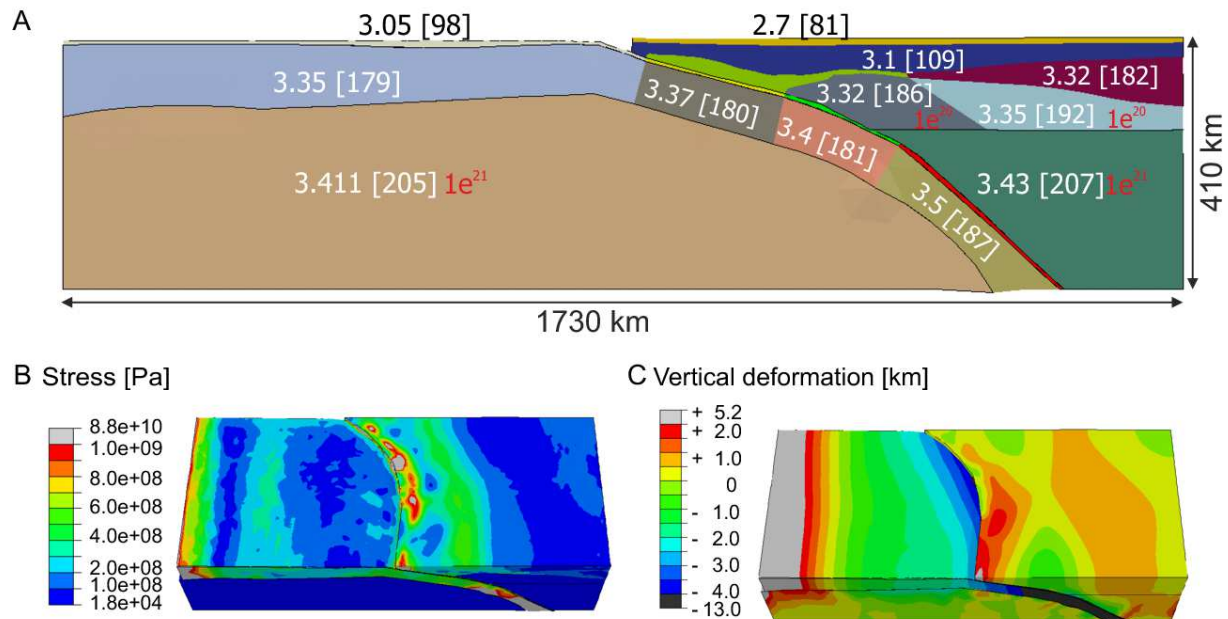 A
3.05 [98]
2.7 [81]
3.1 [109]
3.35 [179]
3.32 [182]
3.37 [180]
3.32 [186]
1e²⁰
3.35 [192] 1e²⁰
3.4 [181]
3.411 [205] 1e²¹
3.43 [207] 1e²¹
3.5 [187]
410 km
1730 km
B Stress [Pa]
8.8e+10
1.0e+09
8.0e+08
6.0e+08
4.0e+08
2.0e+08
1.0e+08
1.8e+04
C Vertical deformation [km]
+ 5.2
+ 2.0
+ 1.0
0
- 1.0
- 2.0
- 3.0
- 4.0
- 13.0